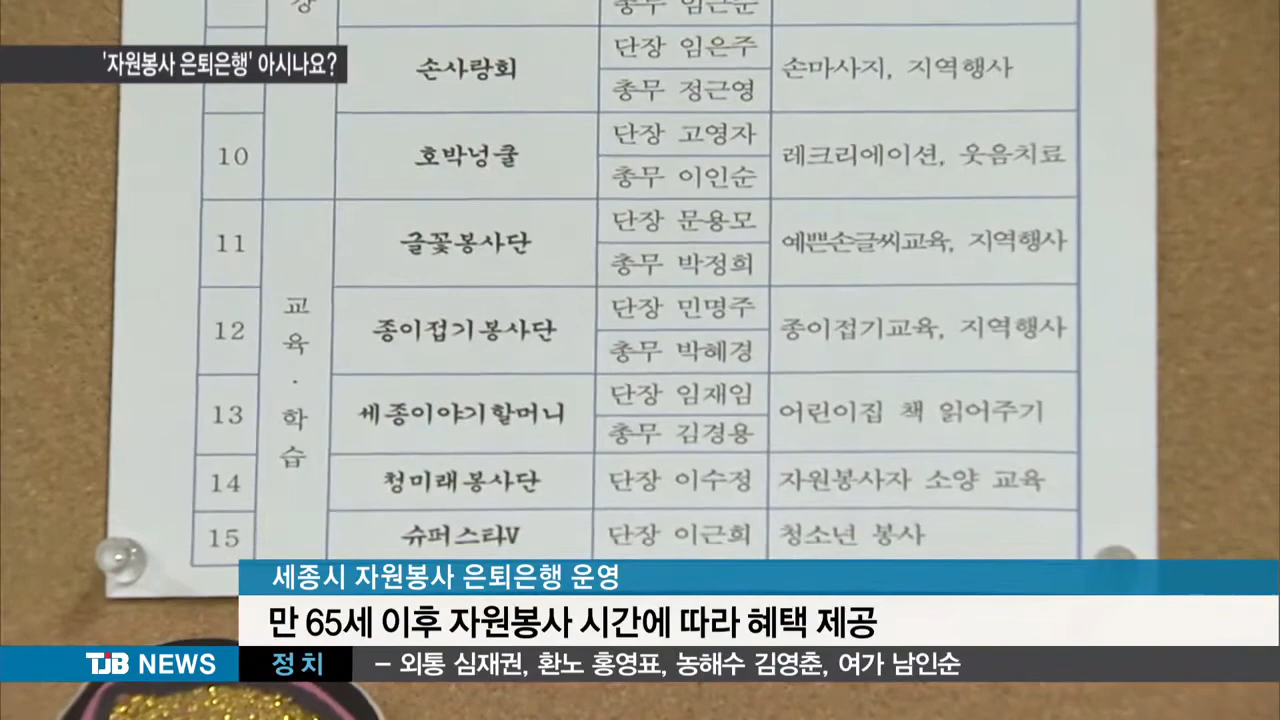 총무 임근순
장
'자원봉사 은퇴은행' 아시나요?
손사랑회
단장 임은주
총무 정근영
손마사지, 지역행사
10
호박넝쿨
단장 고영자
총무 이인순
레크리에이션, 웃음치료
11
글꽃봉사단
단장 문용모
총무 박정희
예쁜손글씨교육, 지역행사
교육·학습
12
종이접기봉사단
단장 민명주
총무 박혜경
종이접기교육, 지역행사
13
세종이야기할머니
단장 임재임
총무 김경용
어린이집 책 읽어주기
14
청미래봉사단
단장 이수정
자원봉사자 소양 교육
15
슈퍼스타V
단장 이근희
청소년 봉사
세종시 자원봉사 은퇴은행 운영
만 65세 이후 자원봉사 시간에 따라 혜택 제공
TJB NEWS
정치
- 외통 심재권, 환노 홍영표, 농해수 김영춘, 여가 남인순